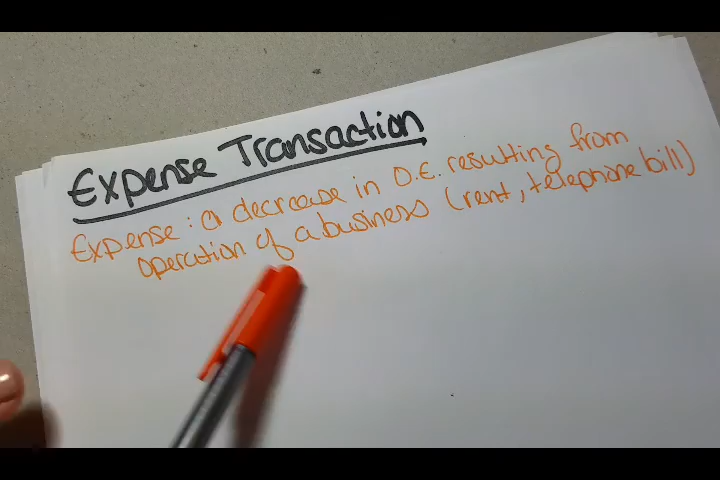 Expense Transaction
Expense: a decrease in O.E. resulting from
operation of a business (rent, telephone bill)